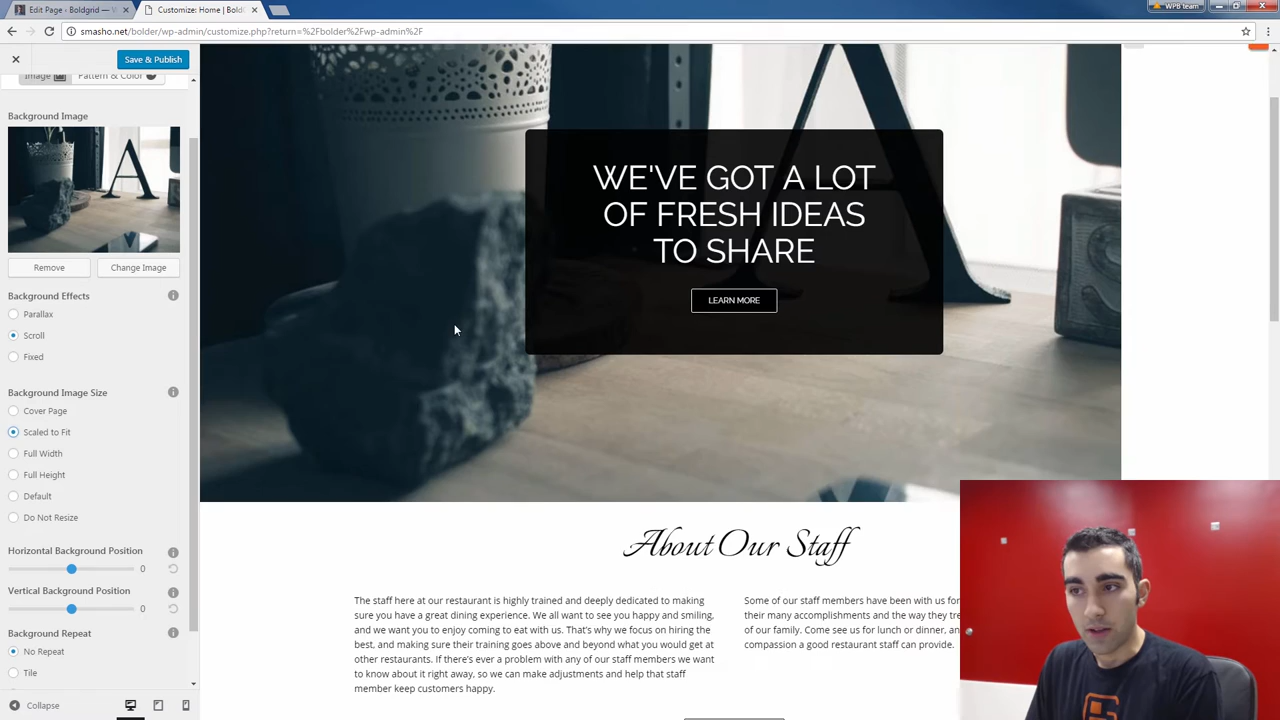 Edit Page ‹ Boldgrid — W
Customize: Home | Bold
WPB team
smasho.net/bolder/wp-admin/customize.php?return=%2Fbolder%2Fwp-admin%2F
Save & Publish
Image
Pattern & Color
Background Image
Remove
Change Image
Background Effects
Parallax
Scroll
Fixed
Background Image Size
Cover Page
Scaled to Fit
Full Width
Full Height
Default
Do Not Resize
Horizontal Background Position
0
Vertical Background Position
0
Background Repeat
No Repeat
Tile
Collapse
A
WE'VE GOT A LOT
OF FRESH IDEAS
TO SHARE
LEARN MORE
About Our Staff
The staff here at our restaurant is highly trained and deeply dedicated to making
sure you have a great dining experience. We all want to see you happy and smiling,
and we want you to enjoy coming to eat with us. That's why we focus on hiring the
best, and making sure their training goes above and beyond what you would get at
other restaurants. If there's ever a problem with any of our staff members we want
to know about it right away, so we can make adjustments and help that staff
member keep customers happy.
Some of our staff members have been with us for
their many accomplishments and the way they tre
of our family. Come see us for lunch or dinner, an
compassion a good restaurant staff can provide.